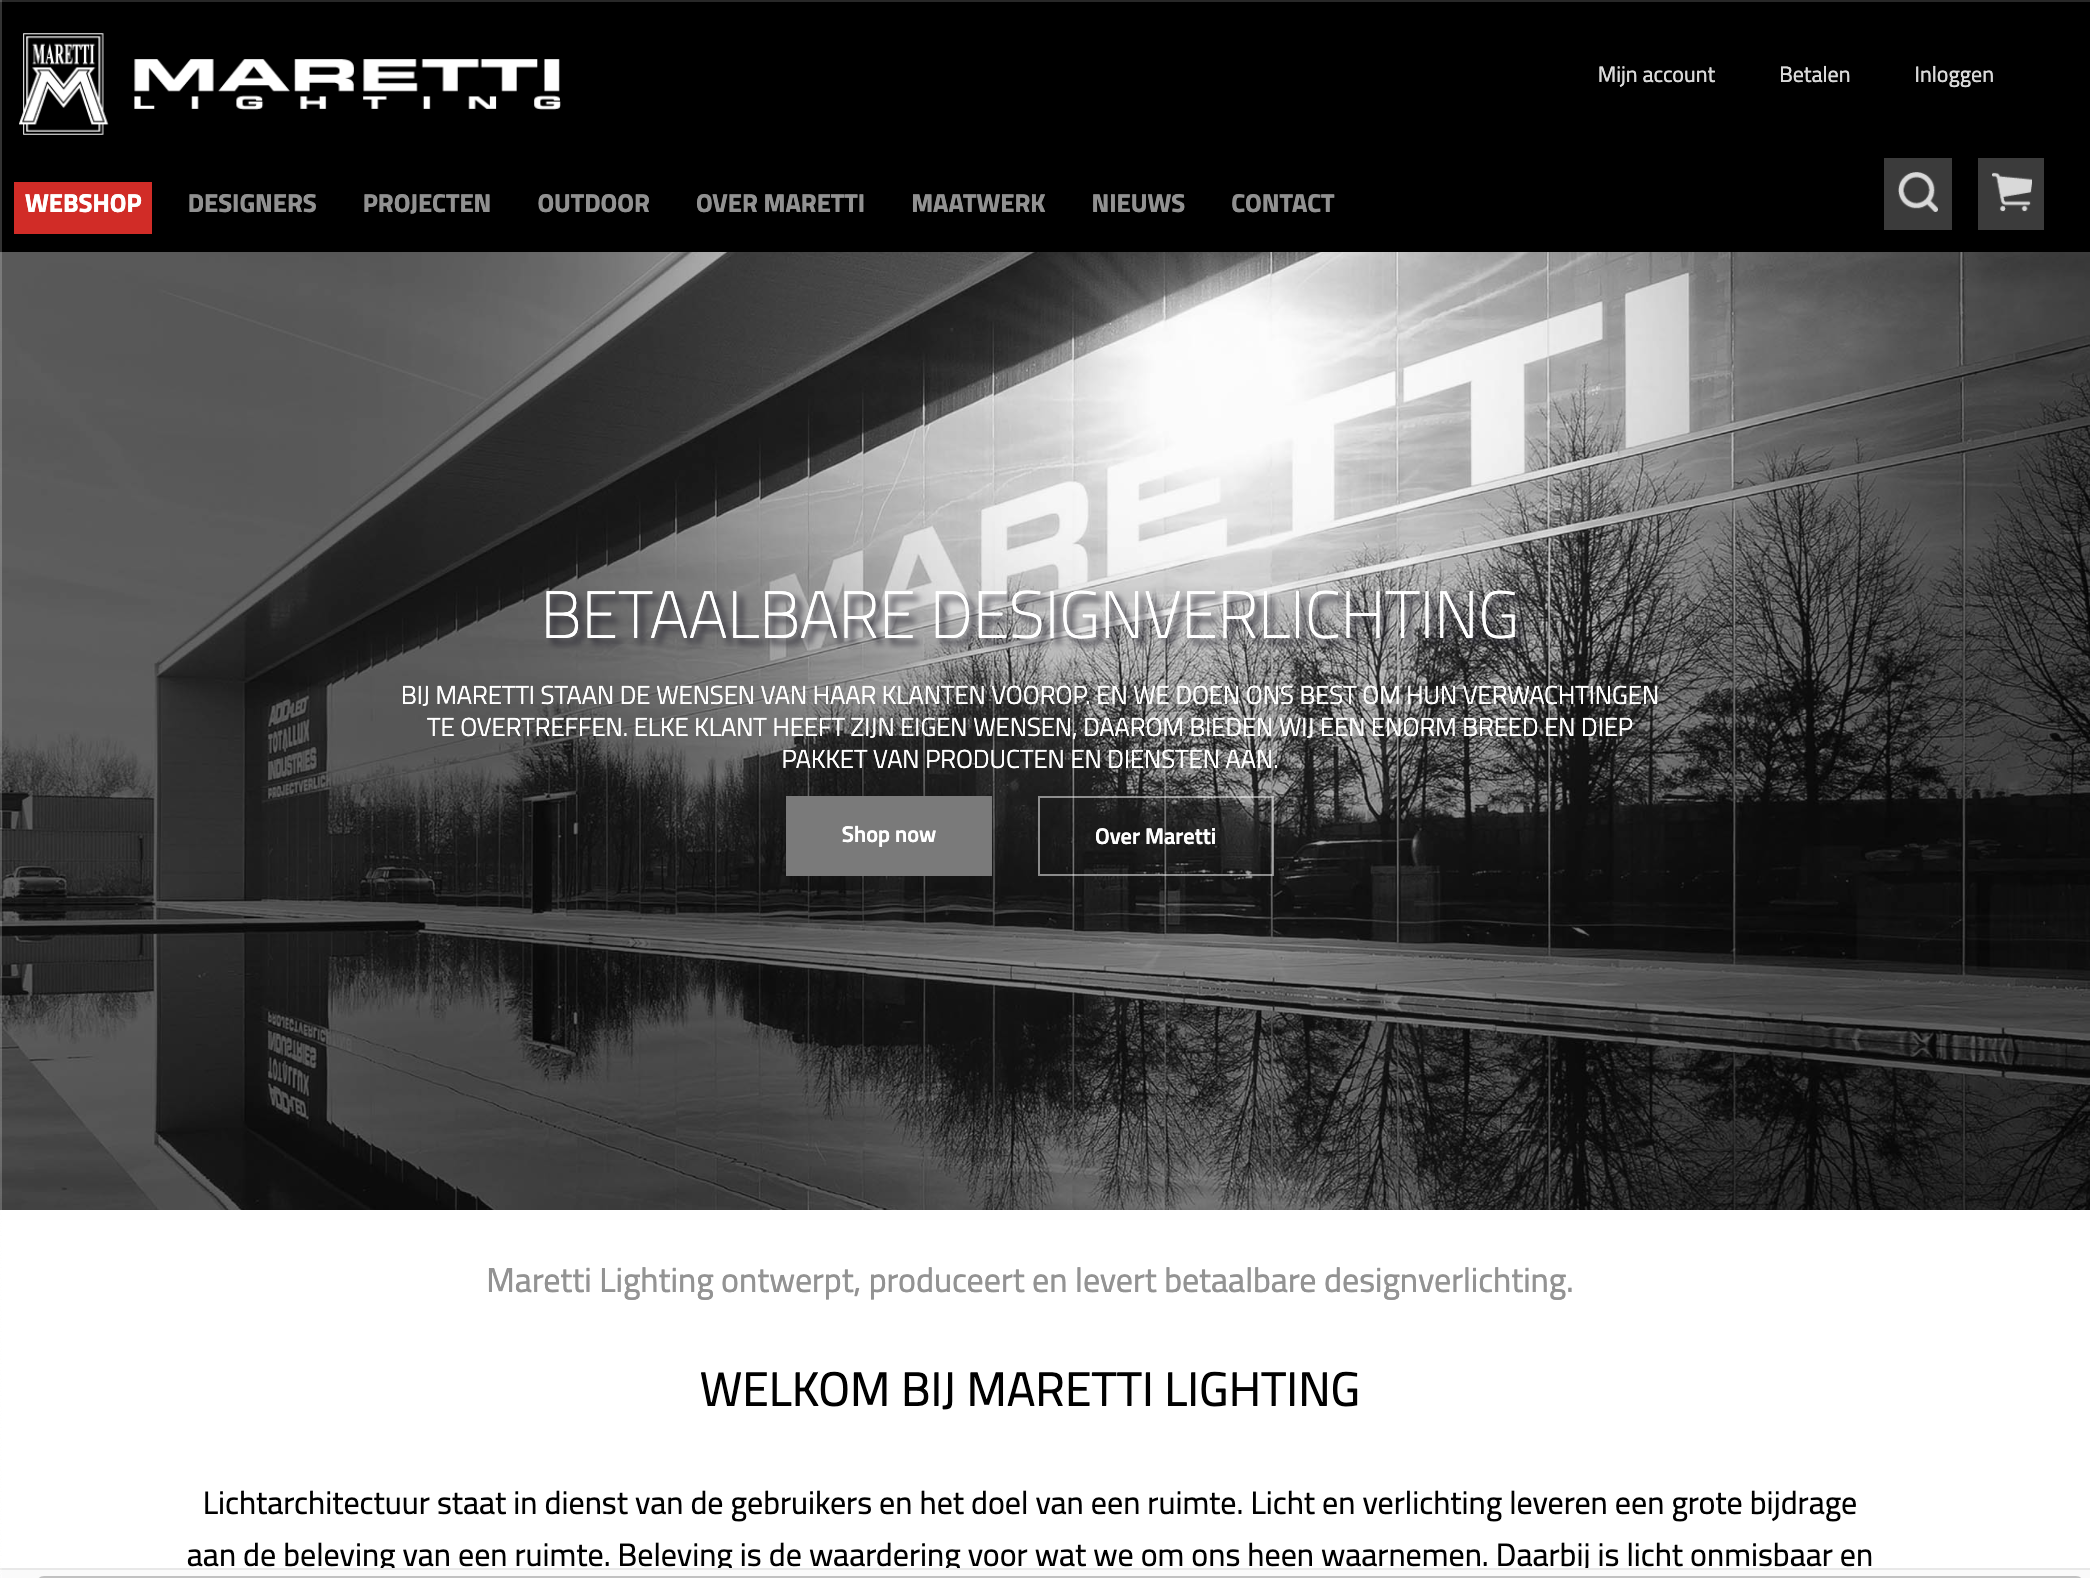 MARETTI
MARETTI
LIGHTING
Mijn account Betalen Inloggen
WEBSHOP DESIGNERS PROJECTEN OUTDOOR OVER MARETTI MAATWERK NIEUWS CONTACT
MARETTI
BETAALBARE DESIGNVERLICHTING
BIJ MARETTI STAAN DE WENSEN VAN HAAR KLANTEN VOOROP. EN WE DOEN ONS BEST OM HUN VERWACHTINGEN
TE OVERTREFFEN. ELKE KLANT HEEFT ZIJN EIGEN WENSEN, DAAROM BIEDEN WIJ EEN ENORM BREED EN DIEP
PAKKET VAN PRODUCTEN EN DIENSTEN AAN.
TOTALLUX
INDUSTRIES
Shop now
Over Maretti
Maretti Lighting ontwerpt, produceert en levert betaalbare designverlichting.
WELKOM BIJ MARETTI LIGHTING
Lichtarchitectuur staat in dienst van de gebruikers en het doel van een ruimte. Licht en verlichting leveren een grote bijdrage
aan de beleving van een ruimte. Beleving is de waardering voor wat we om ons heen waarnemen. Daarbij is licht onmisbaar en